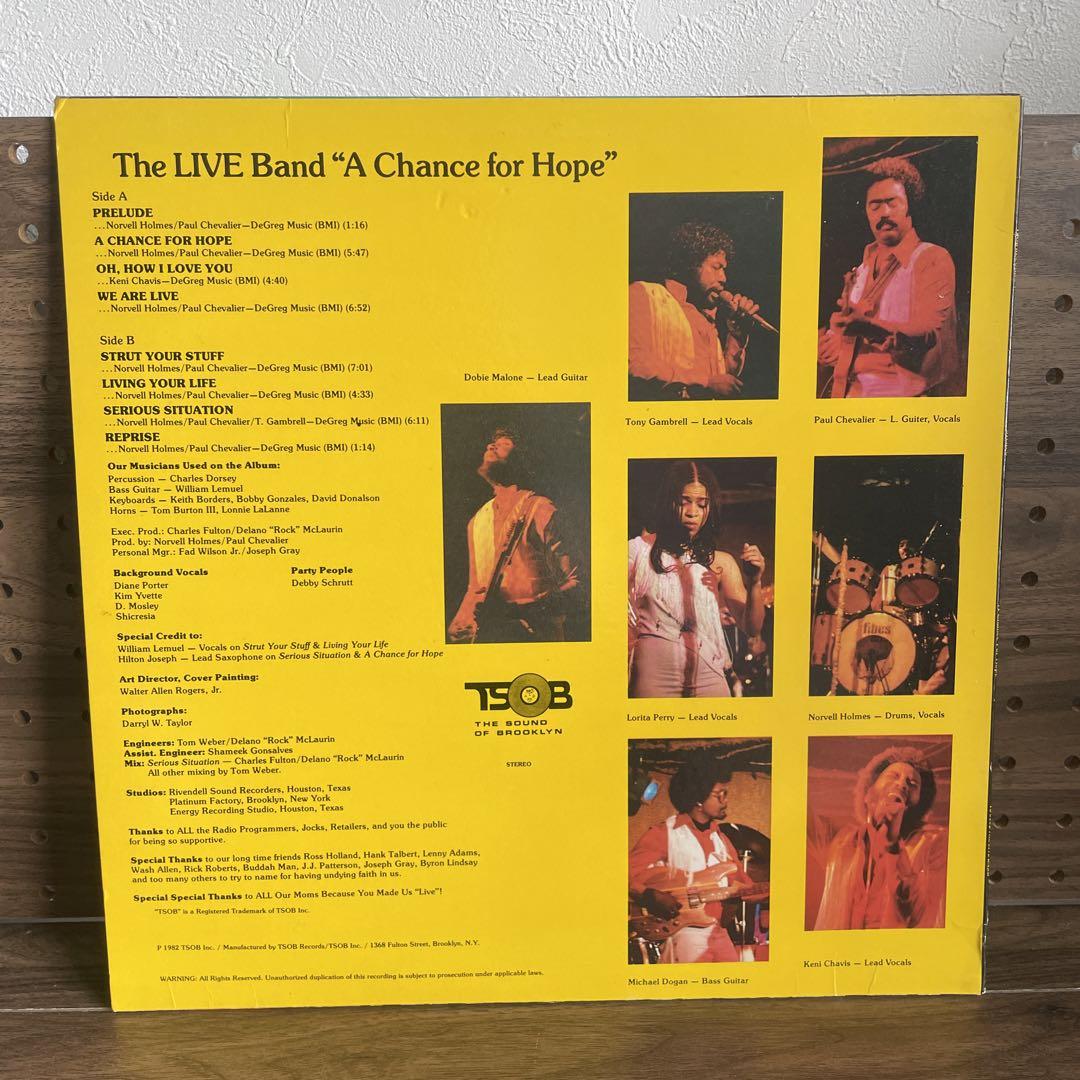 The LIVE Band “A Chance for Hope”
Side A
PRELUDE
...Norvell Holmes/Paul Chevalier—DeGreg Music (BMI) (1:16)
A CHANCE FOR HOPE
...Norvell Holmes/Paul Chevalier—DeGreg Music (BMI) (5:47)
OH, HOW I LOVE YOU
...Keni Chavis—DeGreg Music (BMI) (4:40)
WE ARE LIVE
...Norvell Holmes/Paul Chevalier—DeGreg Music (BMI) (6:52)
Side B
STRUT YOUR STUFF
...Norvell Holmes/Paul Chevalier—DeGreg Music (BMI) (7:01)
LIVING YOUR LIFE
...Norvell Holmes/Paul Chevalier—DeGreg Music (BMI) (4:33)
SERIOUS SITUATION
...Norvell Holmes/Paul Chevalier/T. Gambrell—DeGreg Music (BMI) (6:11)
REPRISE
...Norvell Holmes/Paul Chevalier—DeGreg Music (BMI) (1:14)
Our Musicians Used on the Album:
Percussion — Charles Dorsey
Bass Guitar — William Lemuel
Keyboards — Keith Borders, Bobby Gonzales, David Donalson
Horns — Tom Burton III, Lonnie LaLanne
Exec. Prod.: Charles Fulton/Delano “Rock” McLaurin
Prod. by: Norvell Holmes/Paul Chevalier
Personal Mgr.: Fad Wilson Jr./Joseph Gray
Background Vocals
Diane Porter
Kim Yvette
D. Mosley
Shicresia
Party People
Debby Schrutt
Special Credit to:
William Lemuel — Vocals on Strut Your Stuff & Living Your Life
Hilton Joseph — Lead Saxophone on Serious Situation & A Chance for Hope
Art Director, Cover Painting:
Walter Allen Rogers, Jr.
Photographs:
Darryl W. Taylor
Engineers: Tom Weber/Delano “Rock” McLaurin
Assist. Engineer: Shameek Gonsalves
Mix: Serious Situation — Charles Fulton/Delano “Rock” McLaurin
All other mixing by Tom Weber.
Studios: Rivendell Sound Recorders, Houston, Texas
Platinum Factory, Brooklyn, New York
Energy Recording Studio, Houston, Texas
Thanks to ALL the Radio Programmers, Jocks, Retailers, and you the public
for being so supportive.
Special Thanks to our long time friends Ross Holland, Hank Talbert, Lenny Adams,
Wash Allen, Rick Roberts, Buddah Man, J.J. Patterson, Joseph Gray, Byron Lindsay
and too many others to try to name for having undying faith in us.
Special Special Thanks to ALL Our Moms Because You Made Us “Live”!
“TSOB” is a Registered Trademark of TSOB Inc.
P 1982 TSOB Inc. / Manufactured by TSOB Records/TSOB Inc. / 1368 Fulton Street, Brooklyn, N.Y.
WARNING: All Rights Reserved. Unauthorized duplication of this recording is subject to prosecution under applicable laws.
Dobie Malone — Lead Guitar
TSOB
THE SOUND
OF BROOKLYN
STEREO
Tony Gambrell — Lead Vocals
Paul Chevalier — L. Guiter, Vocals
fibes
Lorita Perry — Lead Vocals
Norvell Holmes — Drums, Vocals
Michael Dogan — Bass Guitar
Keni Chavis — Lead Vocals